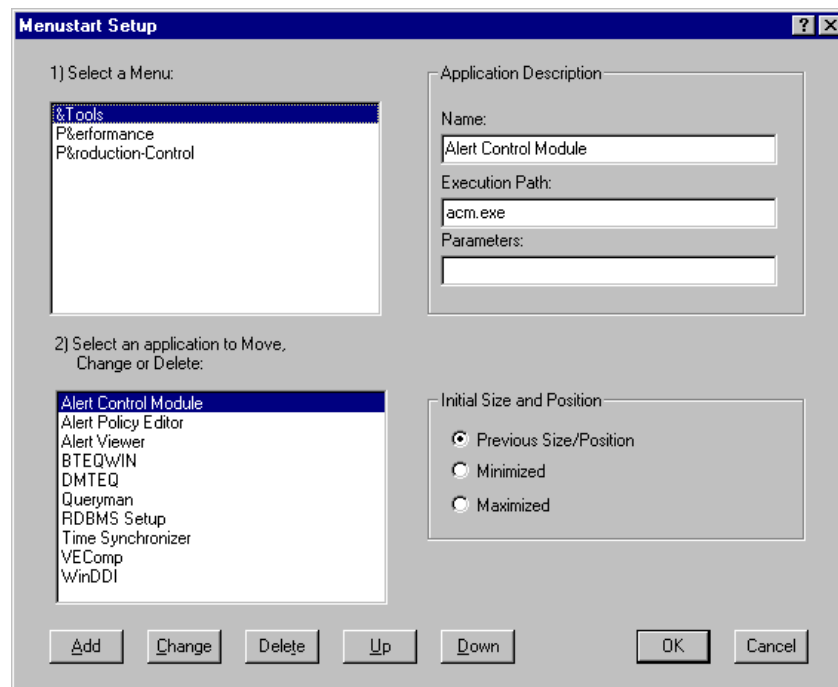 Menustart Setup
1) Select a Menu:
&Tools
P&erformance
P&roduction-Control
Application Description
Name:
Alert Control Module
Execution Path:
acm.exe
Parameters:
2) Select an application to Move,
Change or Delete:
Alert Control Module
Alert Policy Editor
Alert Viewer
BTEQWIN
DMTEQ
Queryman
RDBMS Setup
Time Synchronizer
VEComp
WinDDI
Initial Size and Position
Previous Size/Position
Minimized
Maximized
Add Change Delete Up Down OK Cancel